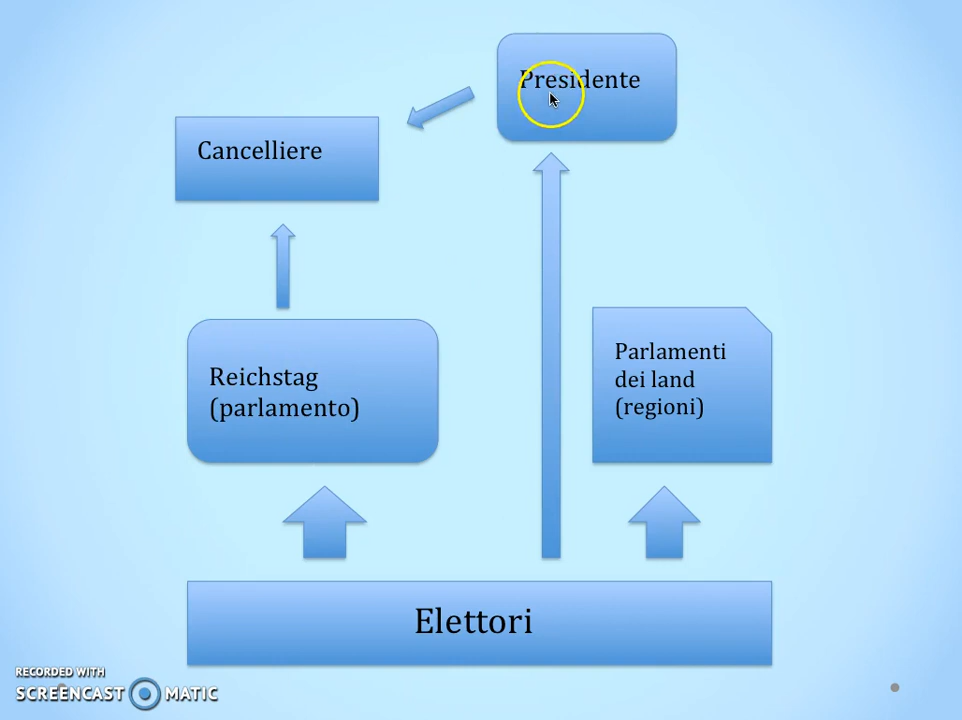 Presidente
Cancelliere
Reichstag
(parlamento)
Parlamenti
dei land
(regioni)
Elettori
RECORDED WITH
SCREENCAST MATIC